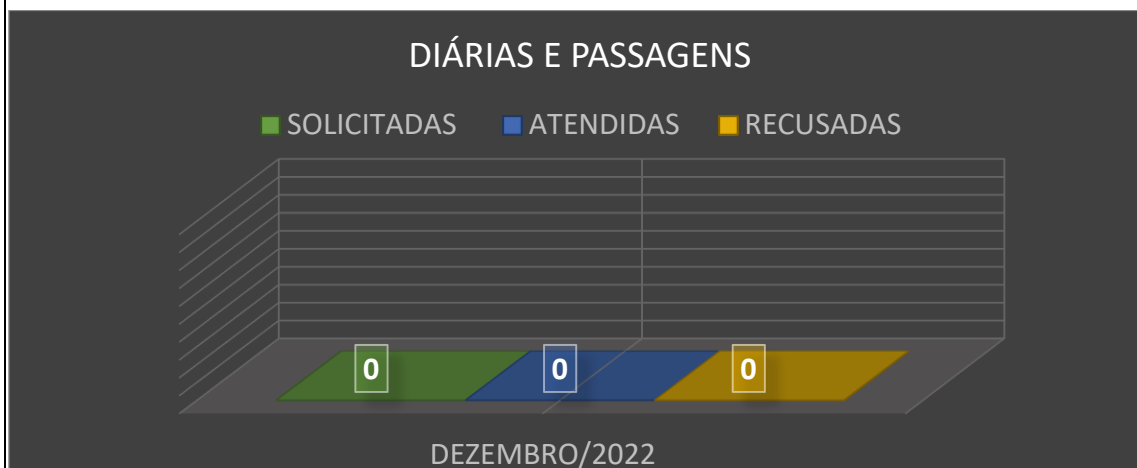 DIÁRIAS E PASSAGENS
SOLICITADAS ATENDIDAS RECUSADAS
0 0 0
DEZEMBRO/2022